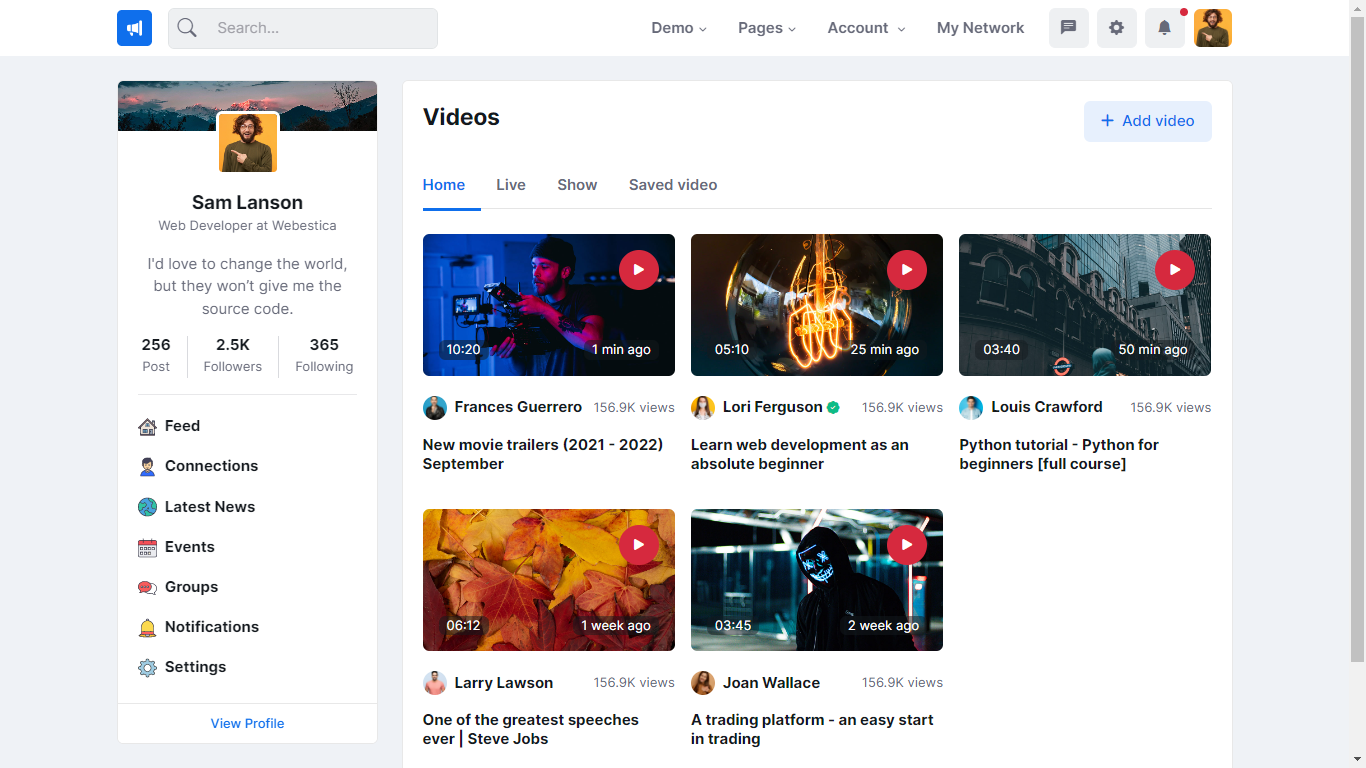 Search...
Demo
Pages
Account
My Network
Sam Lanson
Web Developer at Webestica
I'd love to change the world,
but they won't give me the
source code.
256 2.5K 365
Post Followers Following
Feed
Connections
Latest News
Events
Groups
Notifications
Settings
View Profile
Videos
+ Add video
Home Live Show Saved video
10:20 1 min ago
Frances Guerrero 156.9K views
New movie trailers (2021 - 2022)
September
05:10 25 min ago
Lori Ferguson 156.9K views
Learn web development as an
absolute beginner
03:40 50 min ago
Louis Crawford 156.9K views
Python tutorial - Python for
beginners [full course]
06:12 1 week ago
Larry Lawson 156.9K views
One of the greatest speeches
ever | Steve Jobs
03:45 2 week ago
Joan Wallace 156.9K views
A trading platform - an easy start
in trading